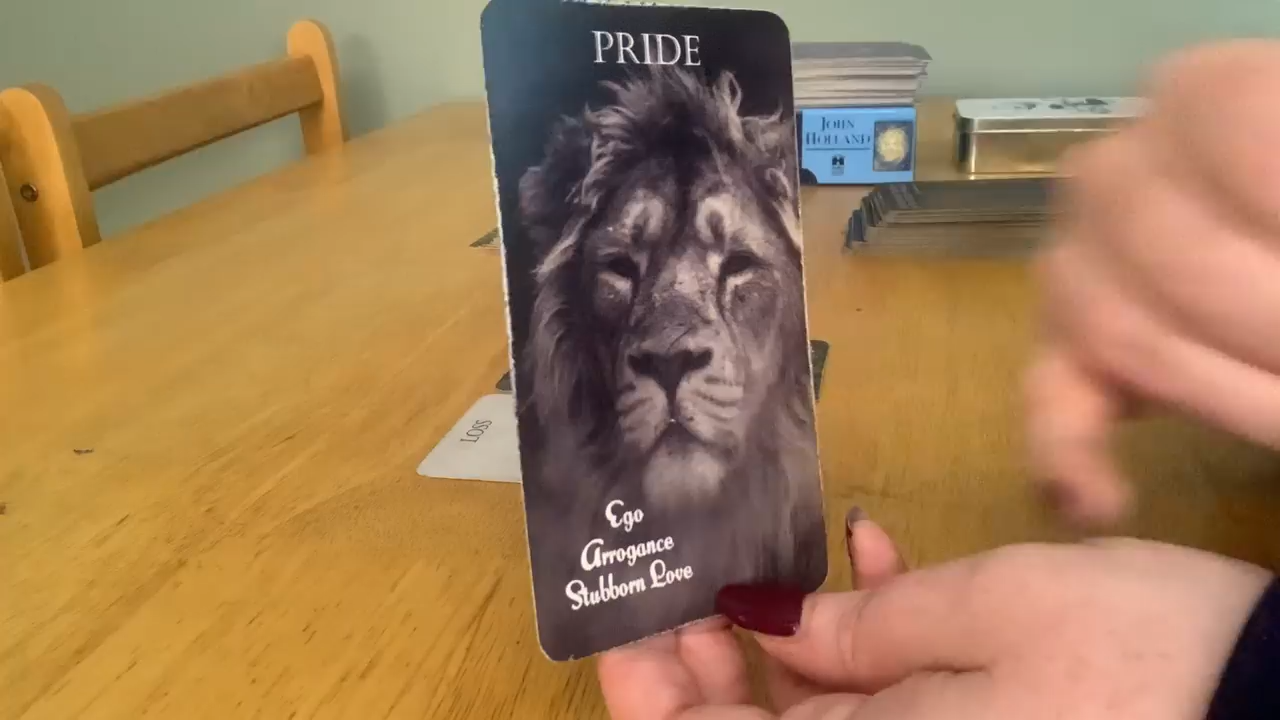 PRIDE
JOHN
HOLLAND
LOSS
Ego
Arrogance
Stubborn Love